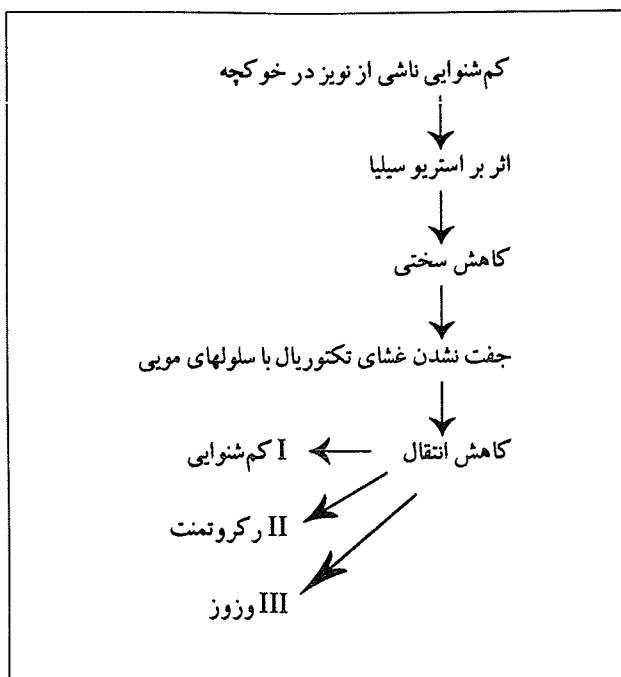 کم‌شنوایی ناشی از نویز در خوکچه
اثر بر استریو سیلیا
کاهش سختی
جفت نشدن غشای تکتوریال با سلولهای مویی
کاهش انتقال
I کم‌شنوایی
II رکروتمنت
III وزوز